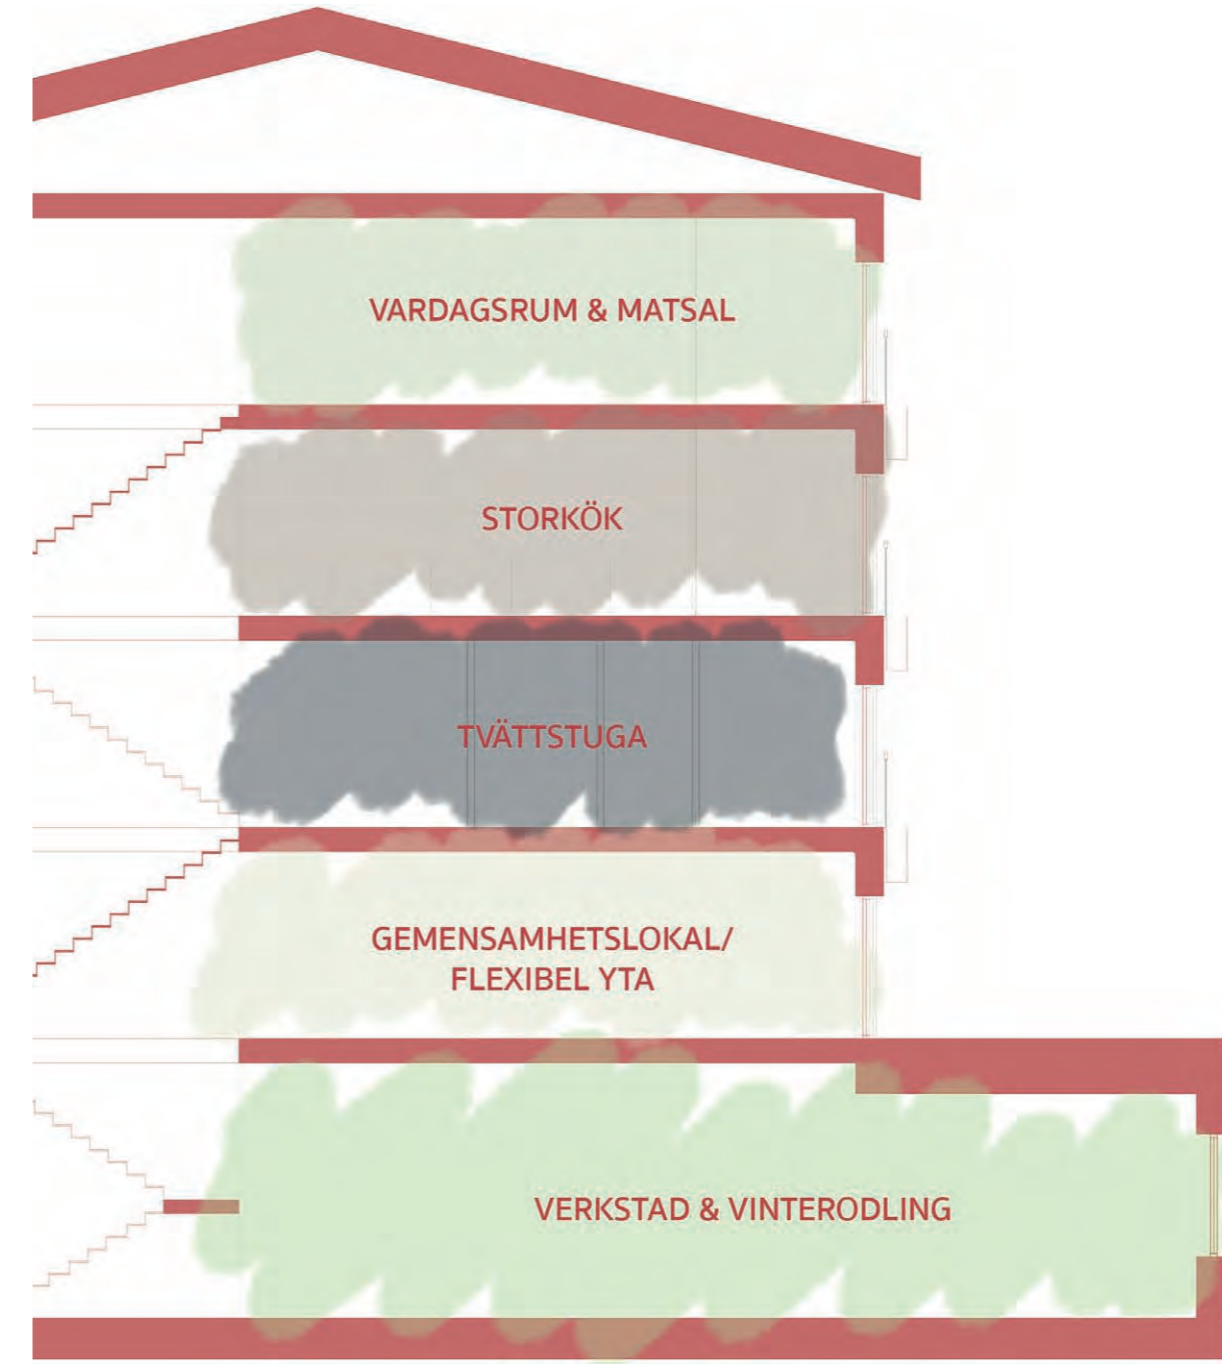 VARDAGSRUM & MATSAL
STORKÖK
TVÄTTSTUGA
GEMENSAMHETSLOKAL/
FLEXIBEL YTA
VERKSTAD & VINTERODLING